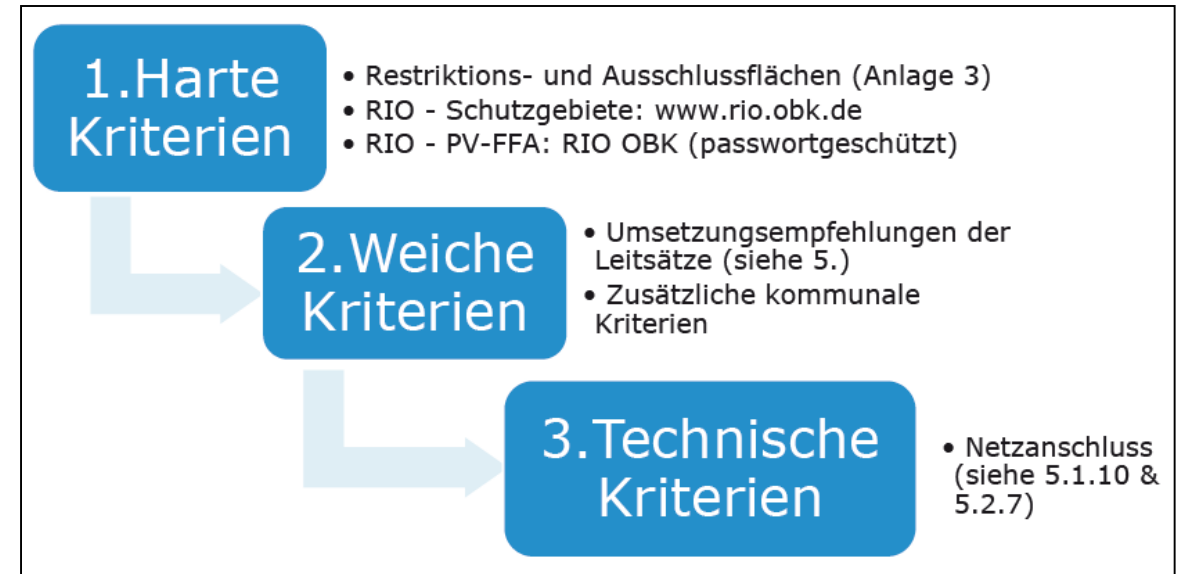 1.Harte
Kriterien
• Restriktions- und Ausschlussflächen (Anlage 3)
• RIO - Schutzgebiete: www.rio.obk.de
• RIO - PV-FFA: RIO OBK (passwortgeschützt)
2.Weiche
Kriterien
• Umsetzungsempfehlungen der
Leitsätze (siehe 5.)
• Zusätzliche kommunale
Kriterien
3.Technische
Kriterien
• Netzanschluss
(siehe 5.1.10 &
5.2.7)